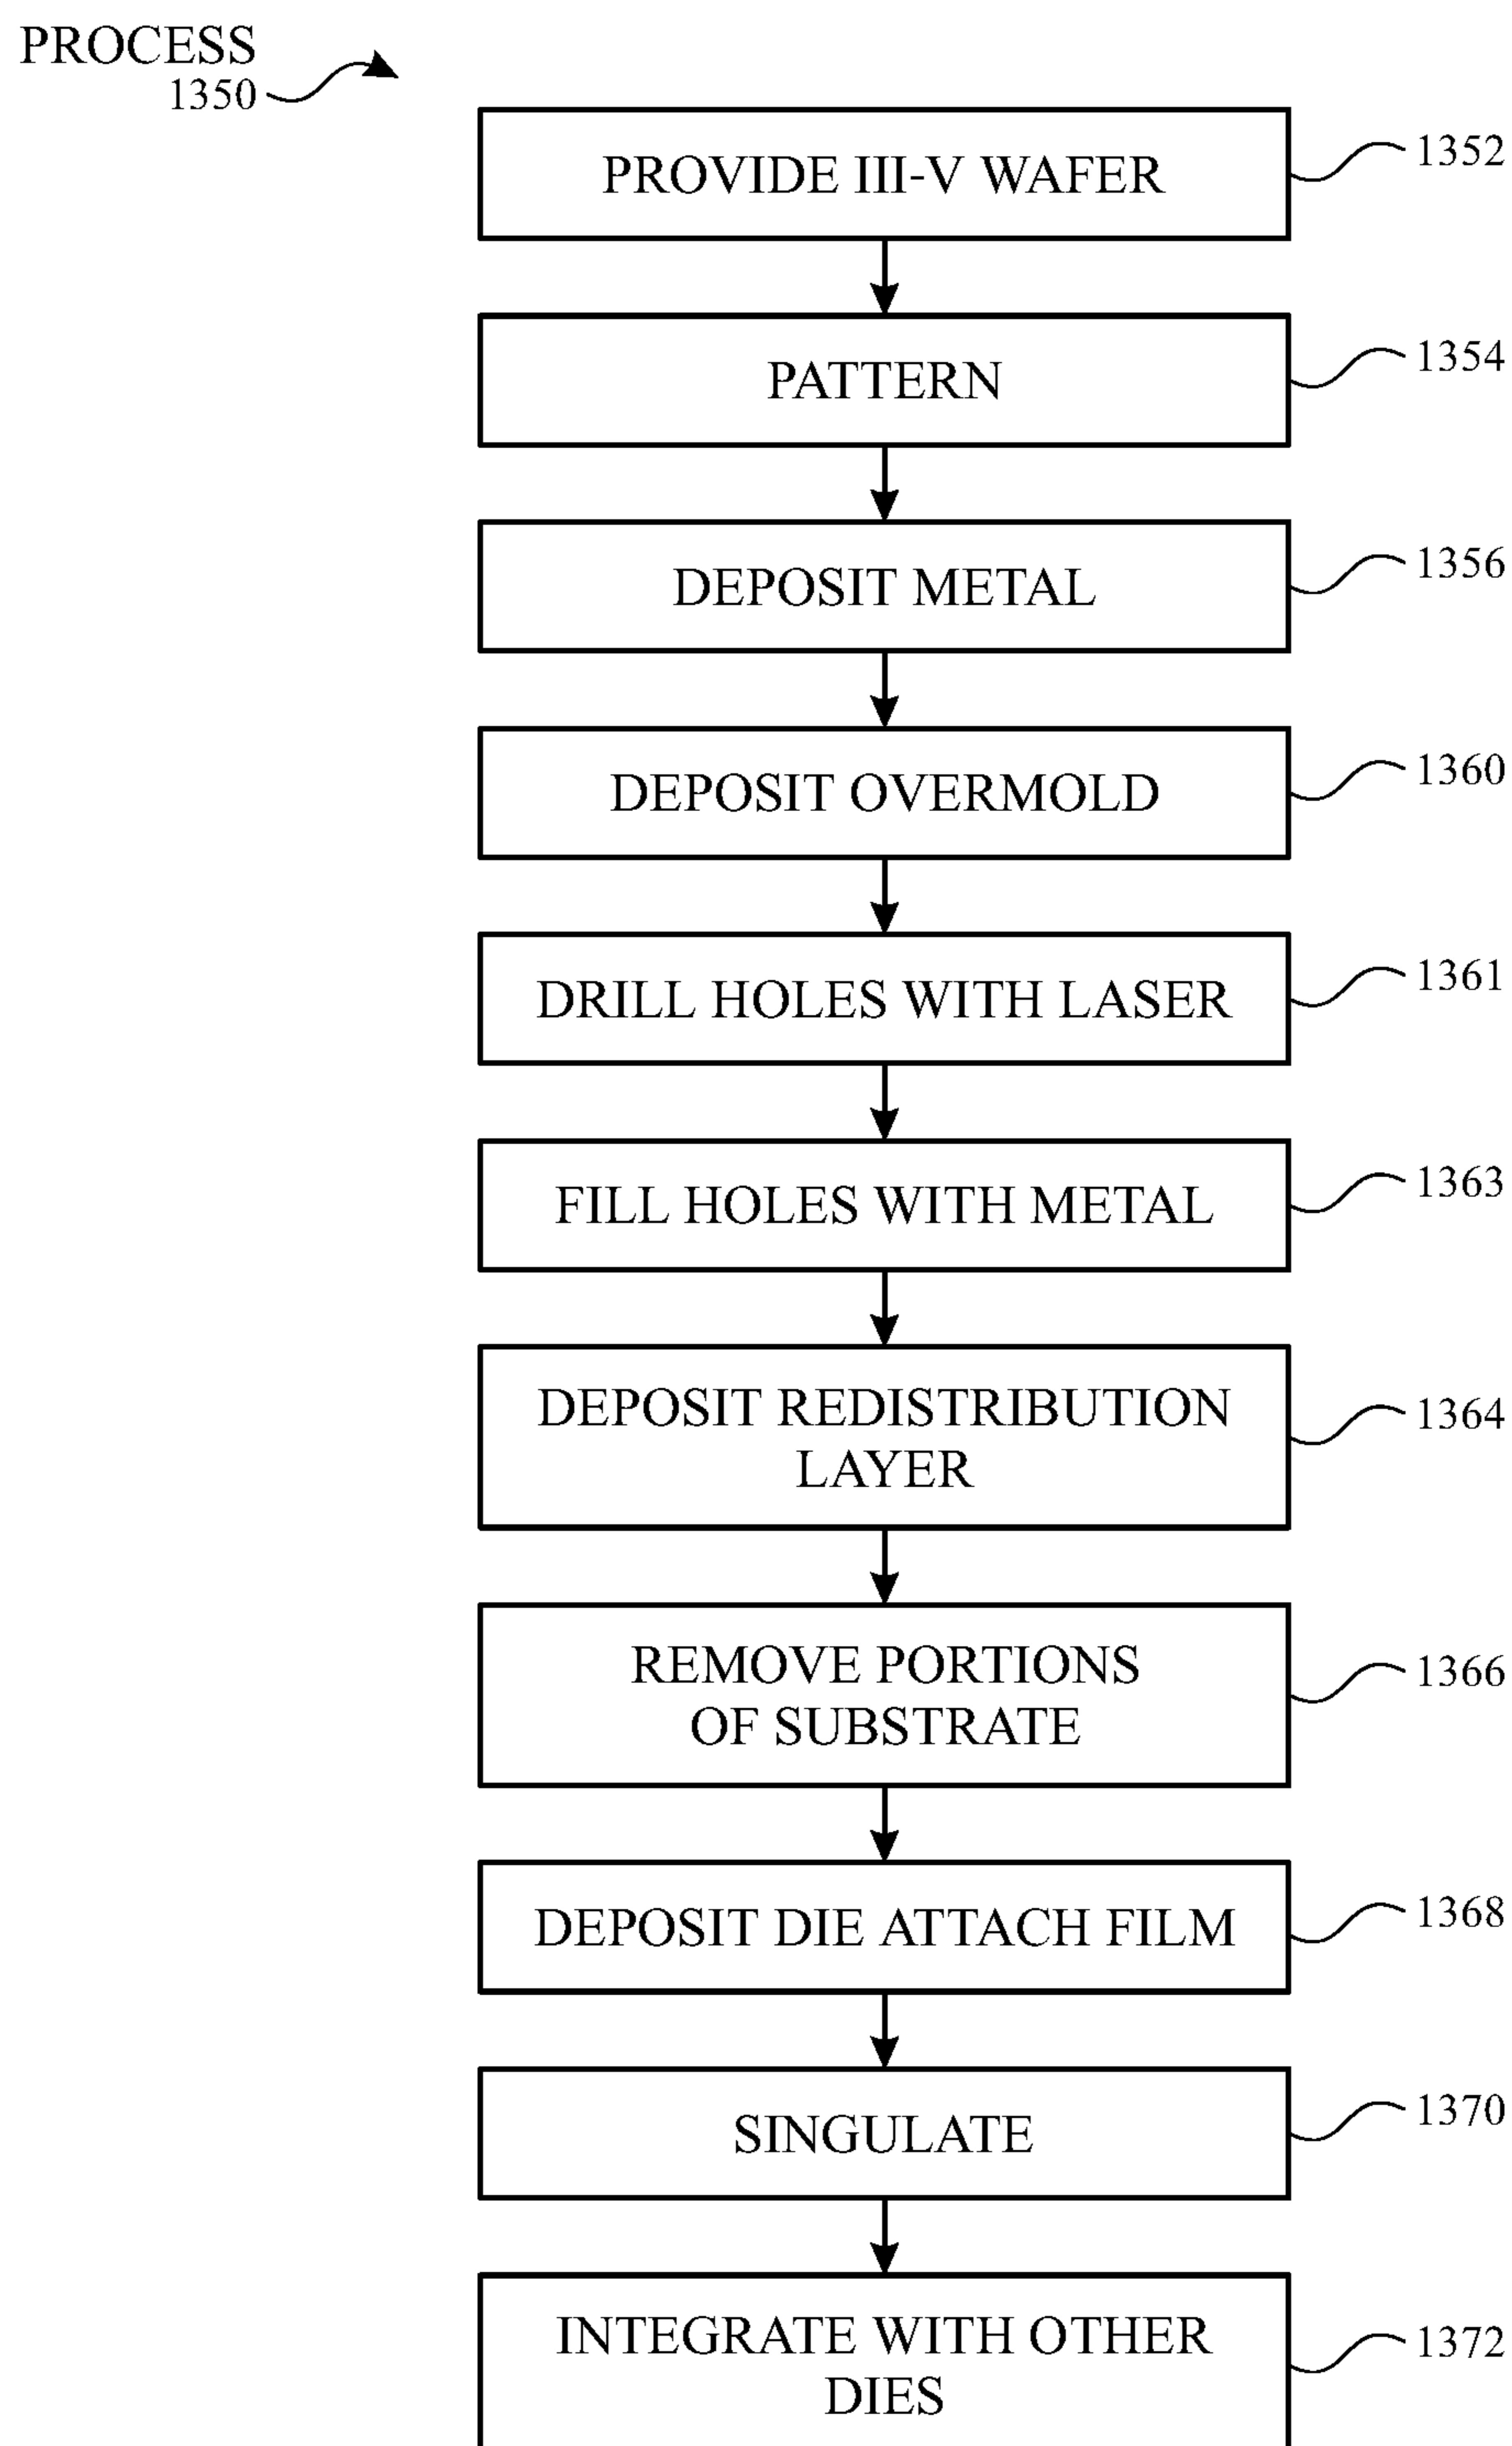 PROCESS
1350
PROVIDE III-V WAFER
1352
PATTERN
1354
DEPOSIT METAL
1356
DEPOSIT OVERMOLD
1360
DRILL HOLES WITH LASER
1361
FILL HOLES WITH METAL
1363
DEPOSIT REDISTRIBUTION
LAYER
1364
REMOVE PORTIONS
OF SUBSTRATE
1366
DEPOSIT DIE ATTACH FILM
1368
SINGULATE
1370
INTEGRATE WITH OTHER
DIES
1372